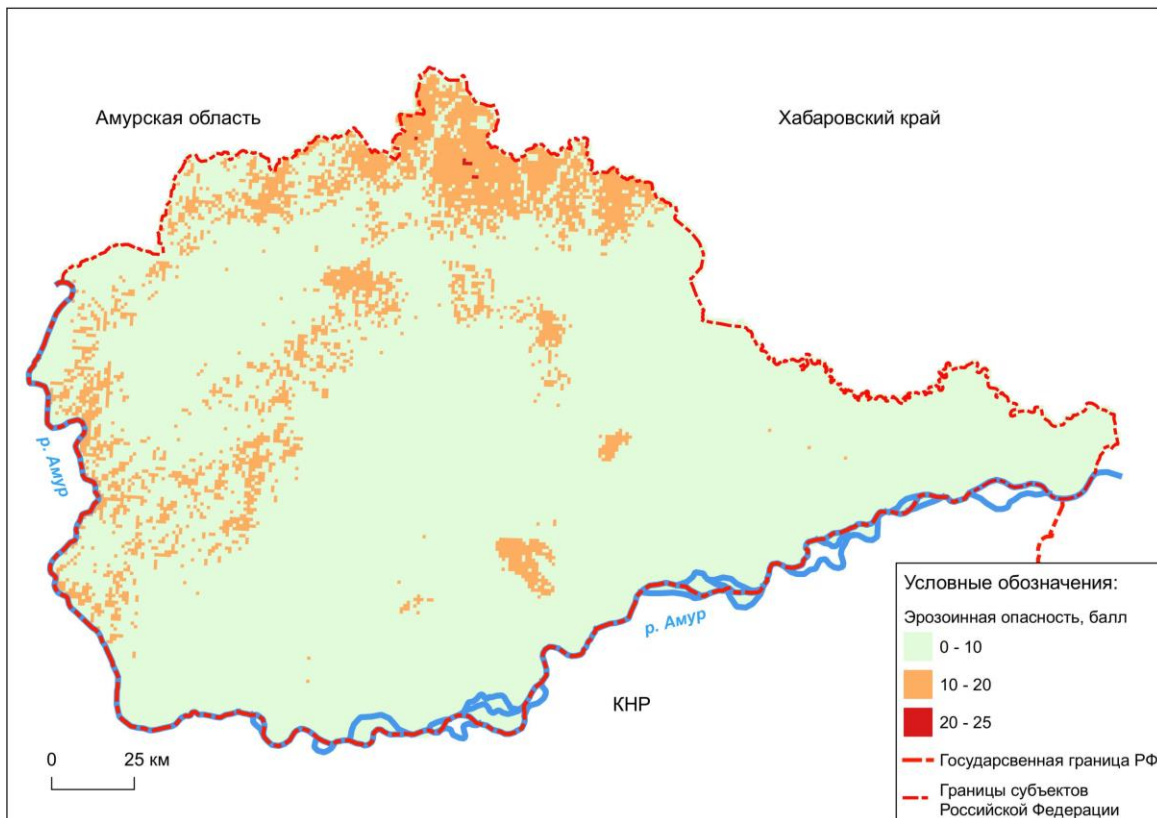 Амурская область
Хабаровский край
р. Амур
р. Амур
КНР
0 25 км
Условные обозначения:
Эрозоинная опасность, балл
0 - 10
10 - 20
20 - 25
Государсвенная граница РФ
Границы субъектов
Российской Федерации